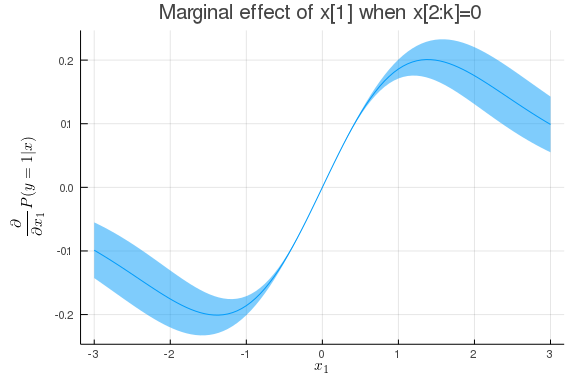 Marginal effect of x[1] when x[2:k]=0
0.2
0.1
0.0
-0.1
-0.2
∂/∂x₁ P(y = 1|x)
-3 -2 -1 0 1 2 3
x₁